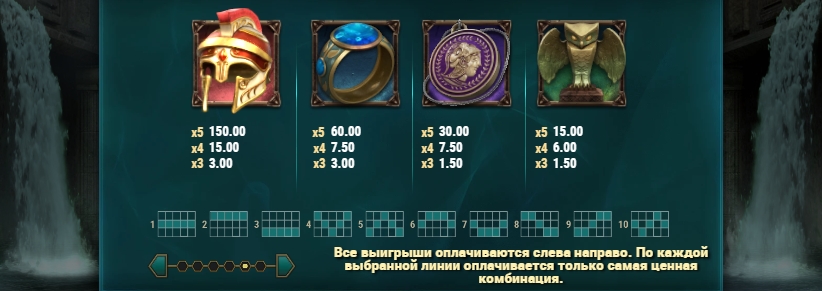 x5 150.00 x5 60.00 x5 30.00 x5 15.00
x4 15.00 x4 7.50 x4 7.50 x4 6.00
x3 3.00 x3 3.00 x3 1.50 x3 1.50
1 2 3 4 5 6 7 8 9 10
Все выигрыши оплачиваются слева направо. По каждой
выбранной линии оплачивается только самая ценная
комбинация.